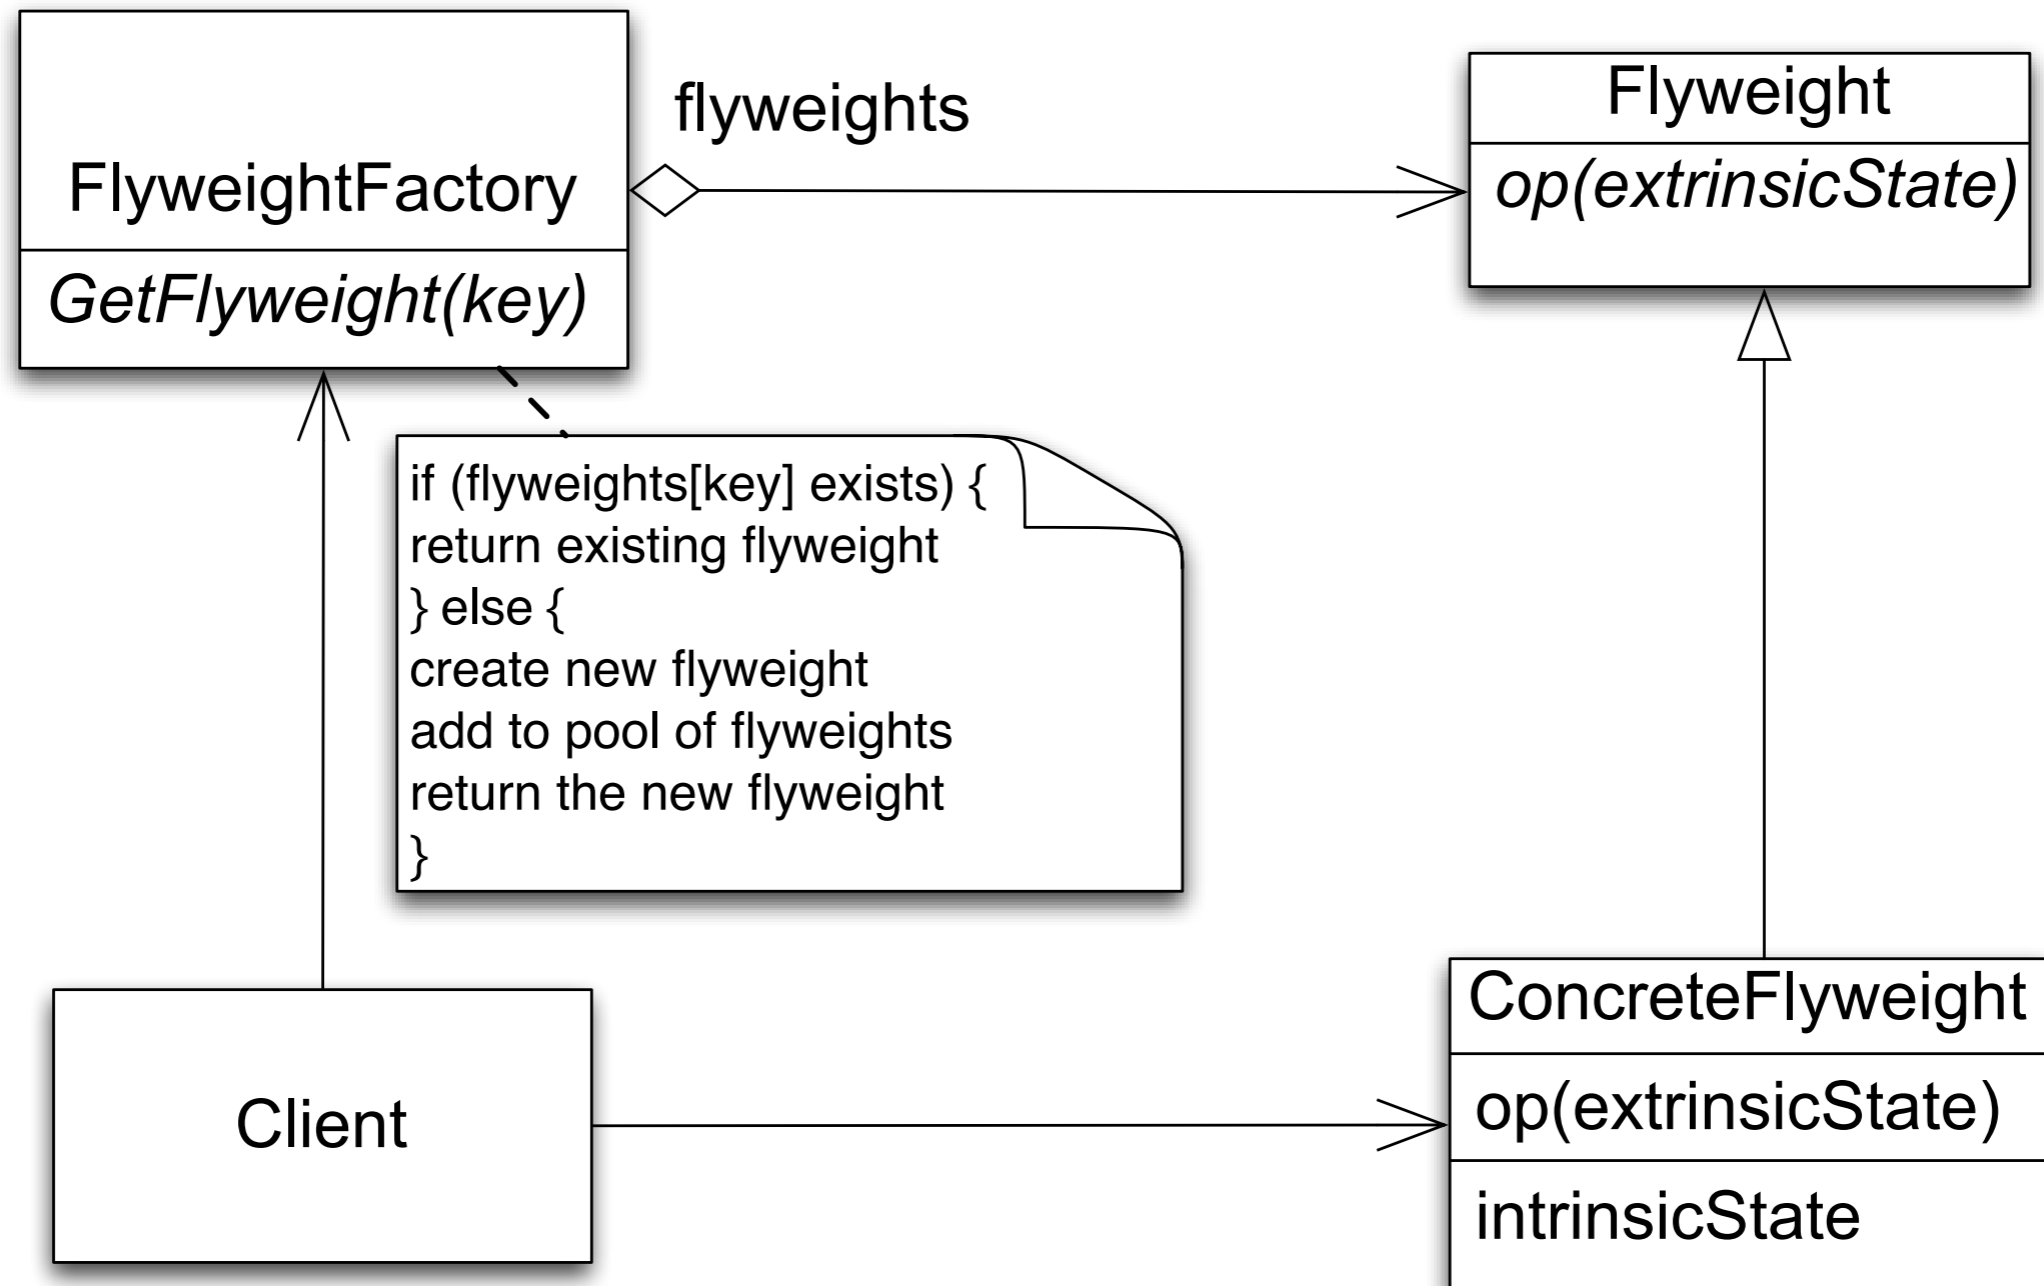 FlyweightFactory
GetFlyweight(key)
flyweights
Flyweight
op(extrinsicState)
if (flyweights[key] exists) {
return existing flyweight
} else {
create new flyweight
add to pool of flyweights
return the new flyweight
}
Client
ConcreteFlyweight
op(extrinsicState)
intrinsicState